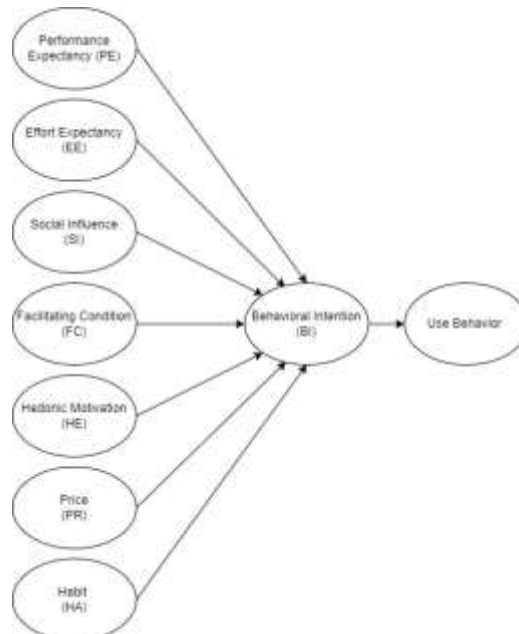 Performance
Expectancy (PE)
Effort Expectancy
(EE)
Social Influence
(SI)
Facilitating Condition
(FC)
Behavioral Intention
(BI)
Use Behavior
Hedonic Motivation
(HE)
Price
(PR)
Habit
(HA)